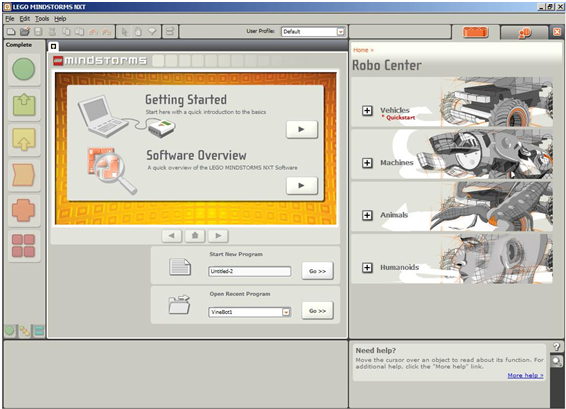 LEGO MINDSTORMS NXT
File Edit Tools Help
User Profile: Default
Complete
LEGO mindstorms
Getting Started
Start here with a quick introduction to the basics
Software Overview
A quick overview of the LEGO MINDSTORMS NXT Software
Start New Program
Untitled-2
Go >>
Open Recent Program
VineBot1
Go >>
Home »
Robo Center
Vehicles
* Quickstart
Machines
Animals
Humanoids
Need help?
Move the cursor over an object to read about its function. For
additional help, click the "More help" link.
More help »
?